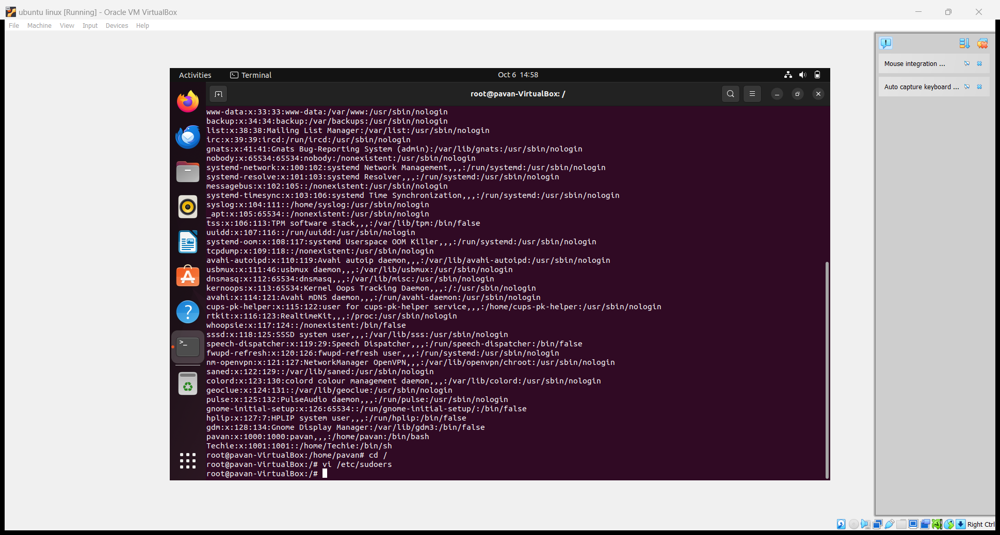 ubuntu linux [Running] - Oracle VM VirtualBox
File Machine View Input Devices Help
Mouse integration ...
Auto capture keyboard ...
Activities Terminal Oct 6 14:58
root@pavan-VirtualBox: /
www-data:x:33:33:www-data:/var/www:/usr/sbin/nologin
backup:x:34:34:backup:/var/backups:/usr/sbin/nologin
list:x:38:38:Mailing List Manager:/var/list:/usr/sbin/nologin
irc:x:39:39:ircd:/run/ircd:/usr/sbin/nologin
gnats:x:41:41:Gnats Bug-Reporting System (admin):/var/lib/gnats:/usr/sbin/nologin
nobody:x:65534:65534:nobody:/nonexistent:/usr/sbin/nologin
systemd-network:x:100:102:systemd Network Management,,,:/run/systemd:/usr/sbin/nologin
systemd-resolve:x:101:103:systemd Resolver,,,:/run/systemd:/usr/sbin/nologin
messagebus:x:102:105::/nonexistent:/usr/sbin/nologin
systemd-timesync:x:103:106:systemd Time Synchronization,,,:/run/systemd:/usr/sbin/nologin
syslog:x:104:111::/home/syslog:/usr/sbin/nologin
_apt:x:105:65534::/nonexistent:/usr/sbin/nologin
tss:x:106:113:TPM software stack,,,:/var/lib/tpm:/bin/false
uuidd:x:107:116::/run/uuidd:/usr/sbin/nologin
systemd-oom:x:108:117:systemd Userspace OOM Killer,,,:/run/systemd:/usr/sbin/nologin
tcpdump:x:109:118::/nonexistent:/usr/sbin/nologin
avahi-autoipd:x:110:119:Avahi autoip daemon,,,:/var/lib/avahi-autoipd:/usr/sbin/nologin
usbmux:x:111:46:usbmux daemon,,,:/var/lib/usbmux:/usr/sbin/nologin
dnsmasq:x:112:65534:dnsmasq,,,:/var/lib/misc:/usr/sbin/nologin
kernoops:x:113:65534:Kernel Oops Tracking Daemon,,,:/:/usr/sbin/nologin
avahi:x:114:121:Avahi mDNS daemon,,,:/run/avahi-daemon:/usr/sbin/nologin
cups-pk-helper:x:115:122:user for cups-pk-helper service,,,:/home/cups-pk-helper:/usr/sbin/nologin
rtkit:x:116:123:RealtimeKit,,,:/proc:/usr/sbin/nologin
whoopsie:x:117:124::/nonexistent:/bin/false
sssd:x:118:125:SSSD system user,,,:/var/lib/sss:/usr/sbin/nologin
speech-dispatcher:x:119:29:Speech Dispatcher,,,:/run/speech-dispatcher:/bin/false
fwupd-refresh:x:120:126:fwupd-refresh user,,,:/run/systemd:/usr/sbin/nologin
nm-openvpn:x:121:127:NetworkManager OpenVPN,,,:/var/lib/openvpn/chroot:/usr/sbin/nologin
saned:x:122:129::/var/lib/saned:/usr/sbin/nologin
colord:x:123:130:colord colour management daemon,,,:/var/lib/colord:/usr/sbin/nologin
geoclue:x:124:131::/var/lib/geoclue:/usr/sbin/nologin
pulse:x:125:132:PulseAudio daemon,,,:/run/pulse:/usr/sbin/nologin
gnome-initial-setup:x:126:65534::/run/gnome-initial-setup/:/bin/false
hplip:x:127:7:HPLIP system user,,,:/run/hplip:/bin/false
gdm:x:128:134:Gnome Display Manager:/var/lib/gdm3:/bin/false
pavan:x:1000:1000:pavan,,,:/home/pavan:/bin/bash
Techie:x:1001:1001::/home/Techie:/bin/sh
root@pavan-VirtualBox:/home/pavan# cd /
root@pavan-VirtualBox:/# vi /etc/sudoers
root@pavan-VirtualBox:/#
Right Ctrl